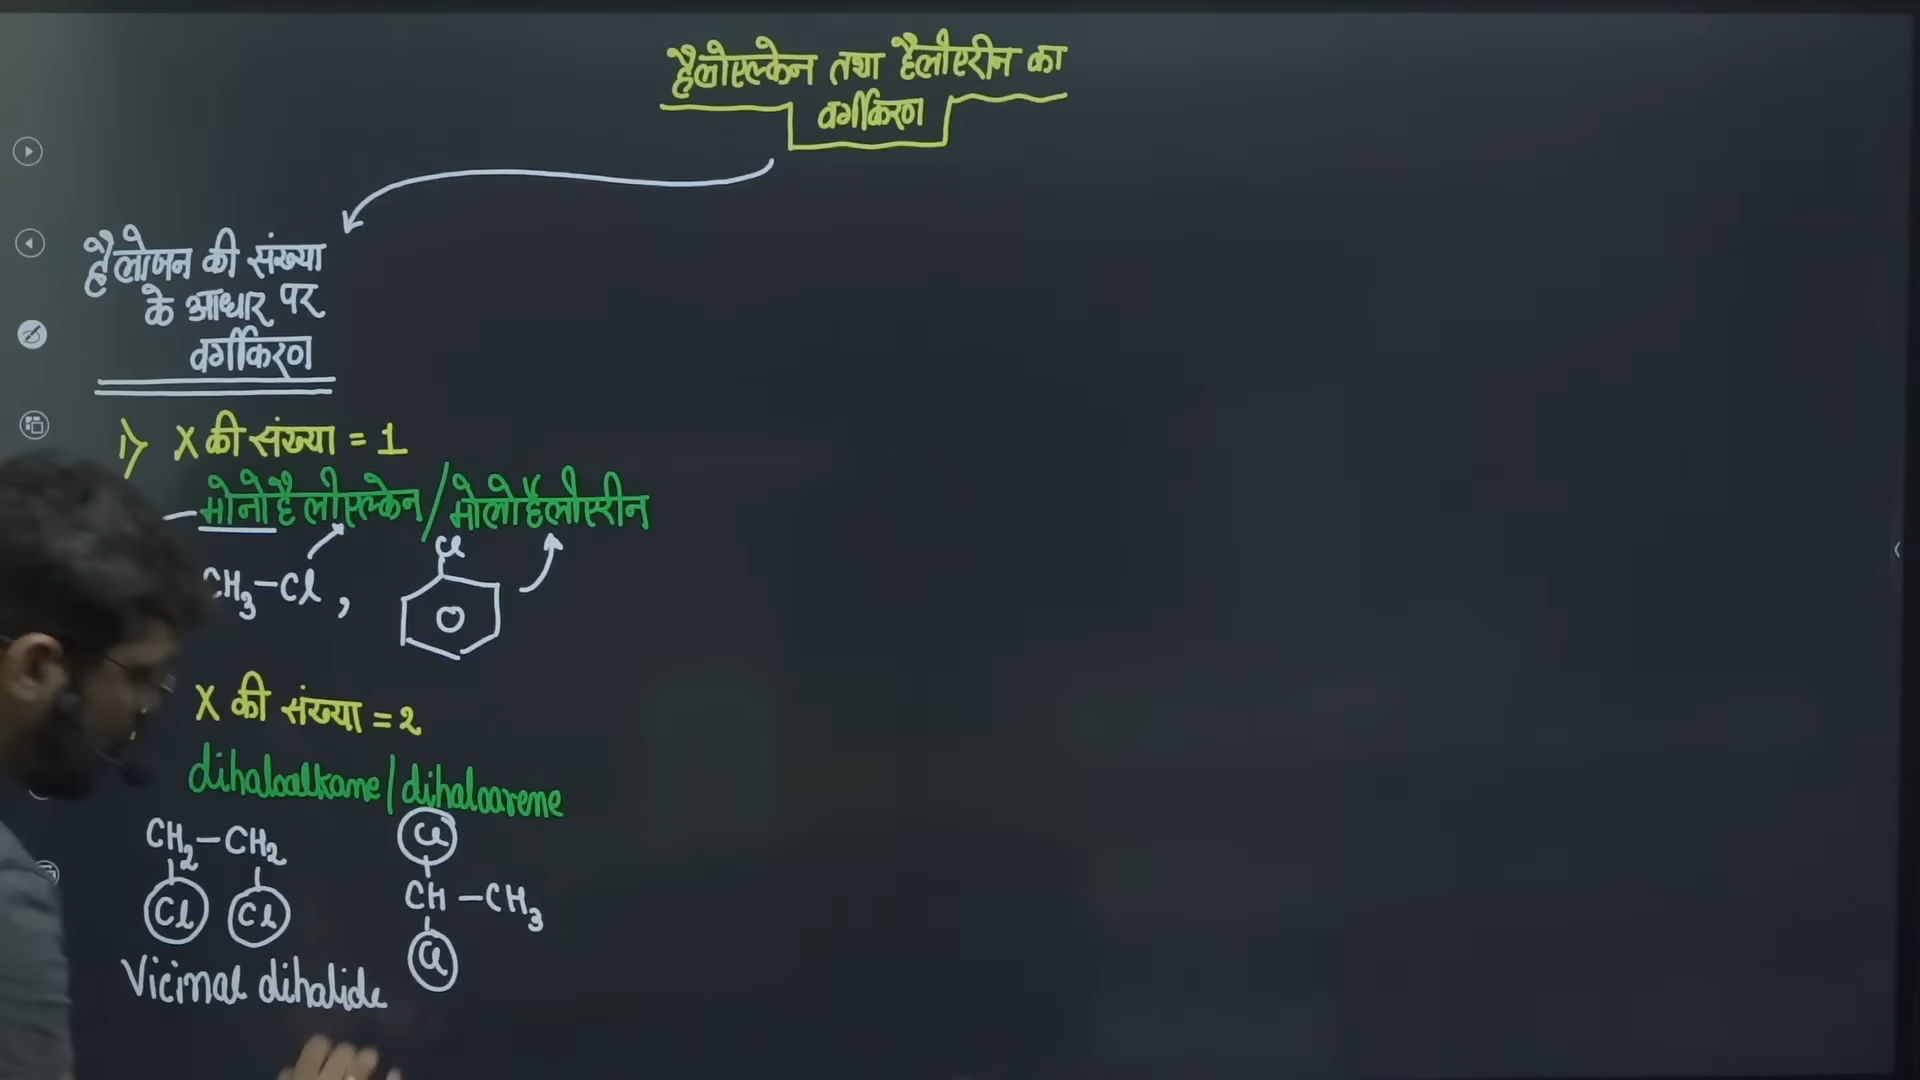 हैलोएल्केन तथा हैलोएरीन का
वर्गीकरण
हैलोजन की संख्या
के आधार पर
वर्गीकरण
1) X की संख्या = 1
मोनोहैलोएल्केन/मोलोहैलोएरीन
CH3-Cl,
Cl
X की संख्या = 2
dihaloalkane/dihaloarene
CH2-CH2
Cl Cl
Cl
CH-CH3
Cl
Vicinal dihalide